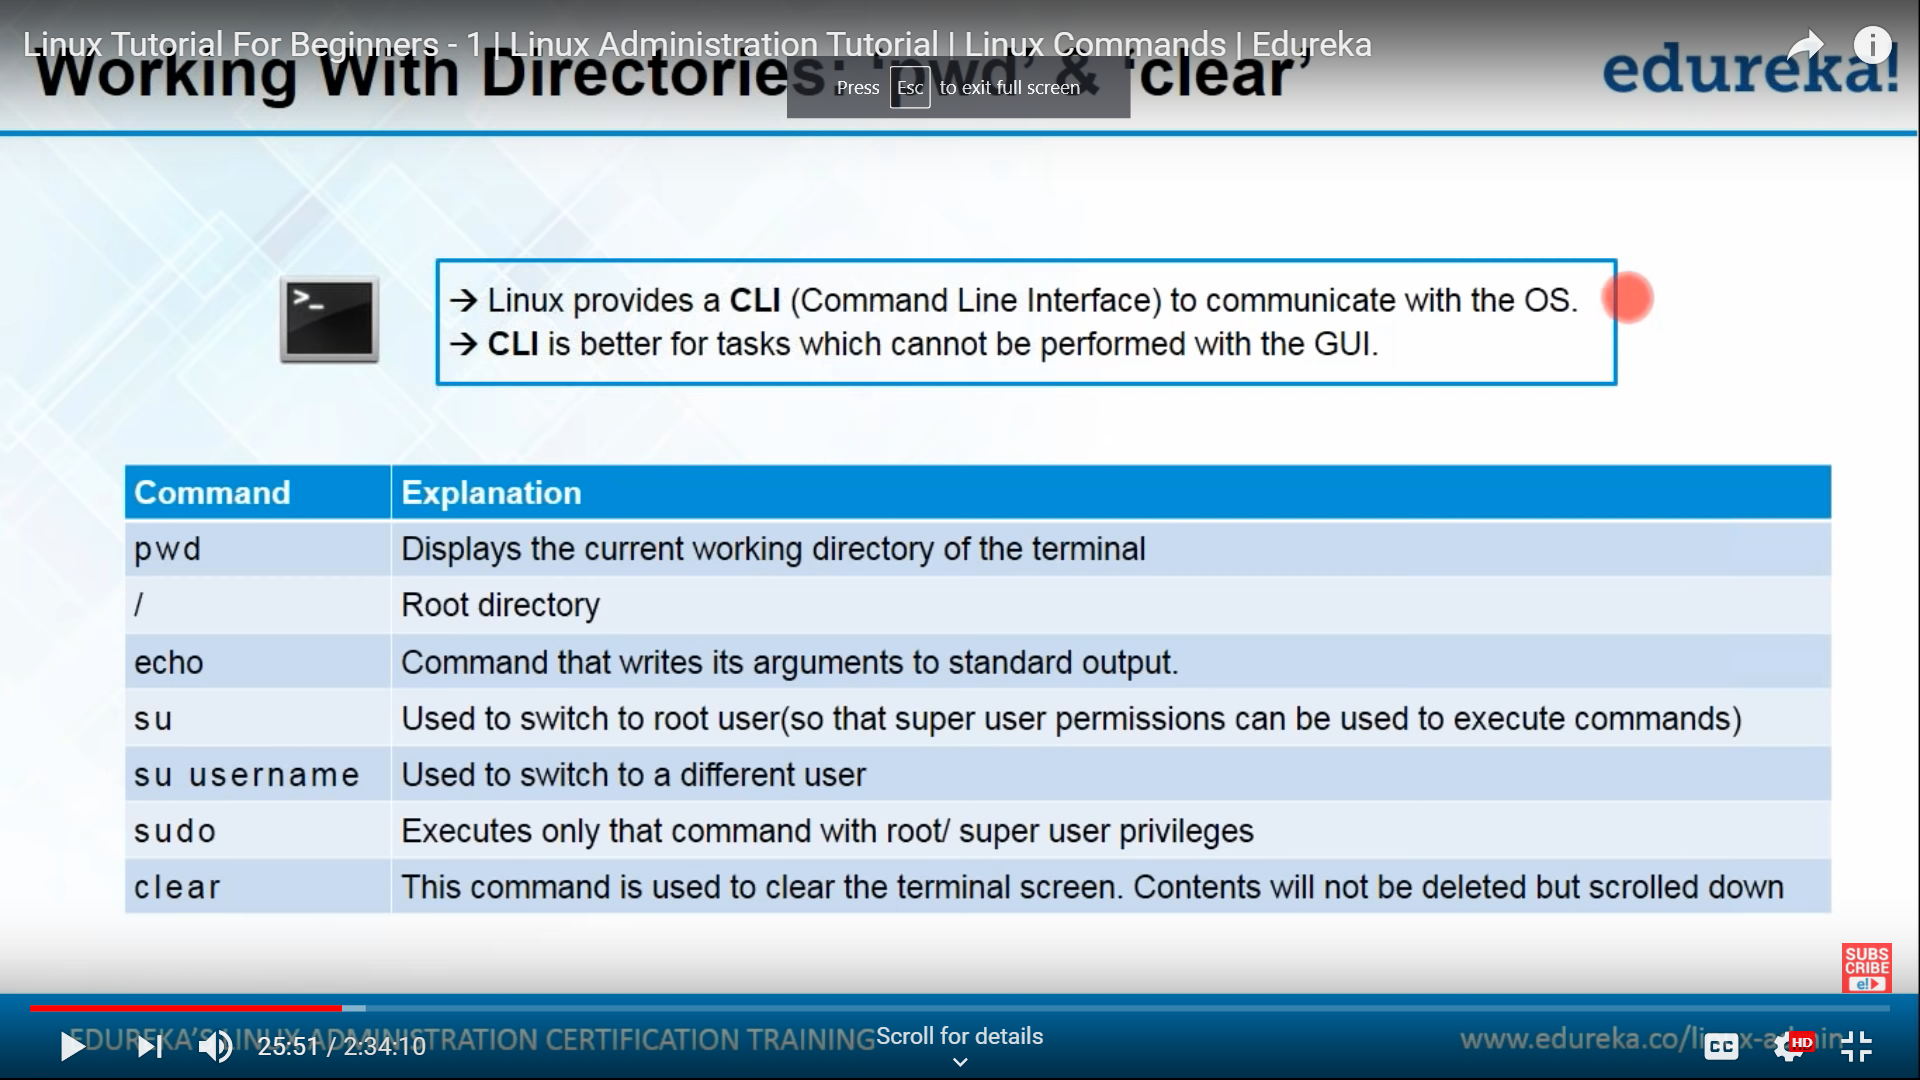 Linux Tutorial For Beginners - 1 | Linux Administration Tutorial | Linux Commands | Edureka
Working With Directories: ‘pwd’ & ‘clear’
edureka!
Press Esc to exit full screen
>_
→ Linux provides a CLI (Command Line Interface) to communicate with the OS.
→ CLI is better for tasks which cannot be performed with the GUI.
Command Explanation
pwd Displays the current working directory of the terminal
/ Root directory
echo Command that writes its arguments to standard output.
su Used to switch to root user(so that super user permissions can be used to execute commands)
su username Used to switch to a different user
sudo Executes only that command with root/ super user privileges
clear This command is used to clear the terminal screen. Contents will not be deleted but scrolled down
SUBS
CRIBE
e!
EDUREKA’S LINUX ADMINISTRATION CERTIFICATION TRAINING
www.edureka.co/linux-admin
25:51 / 2:34:10
Scroll for details
CC
HD